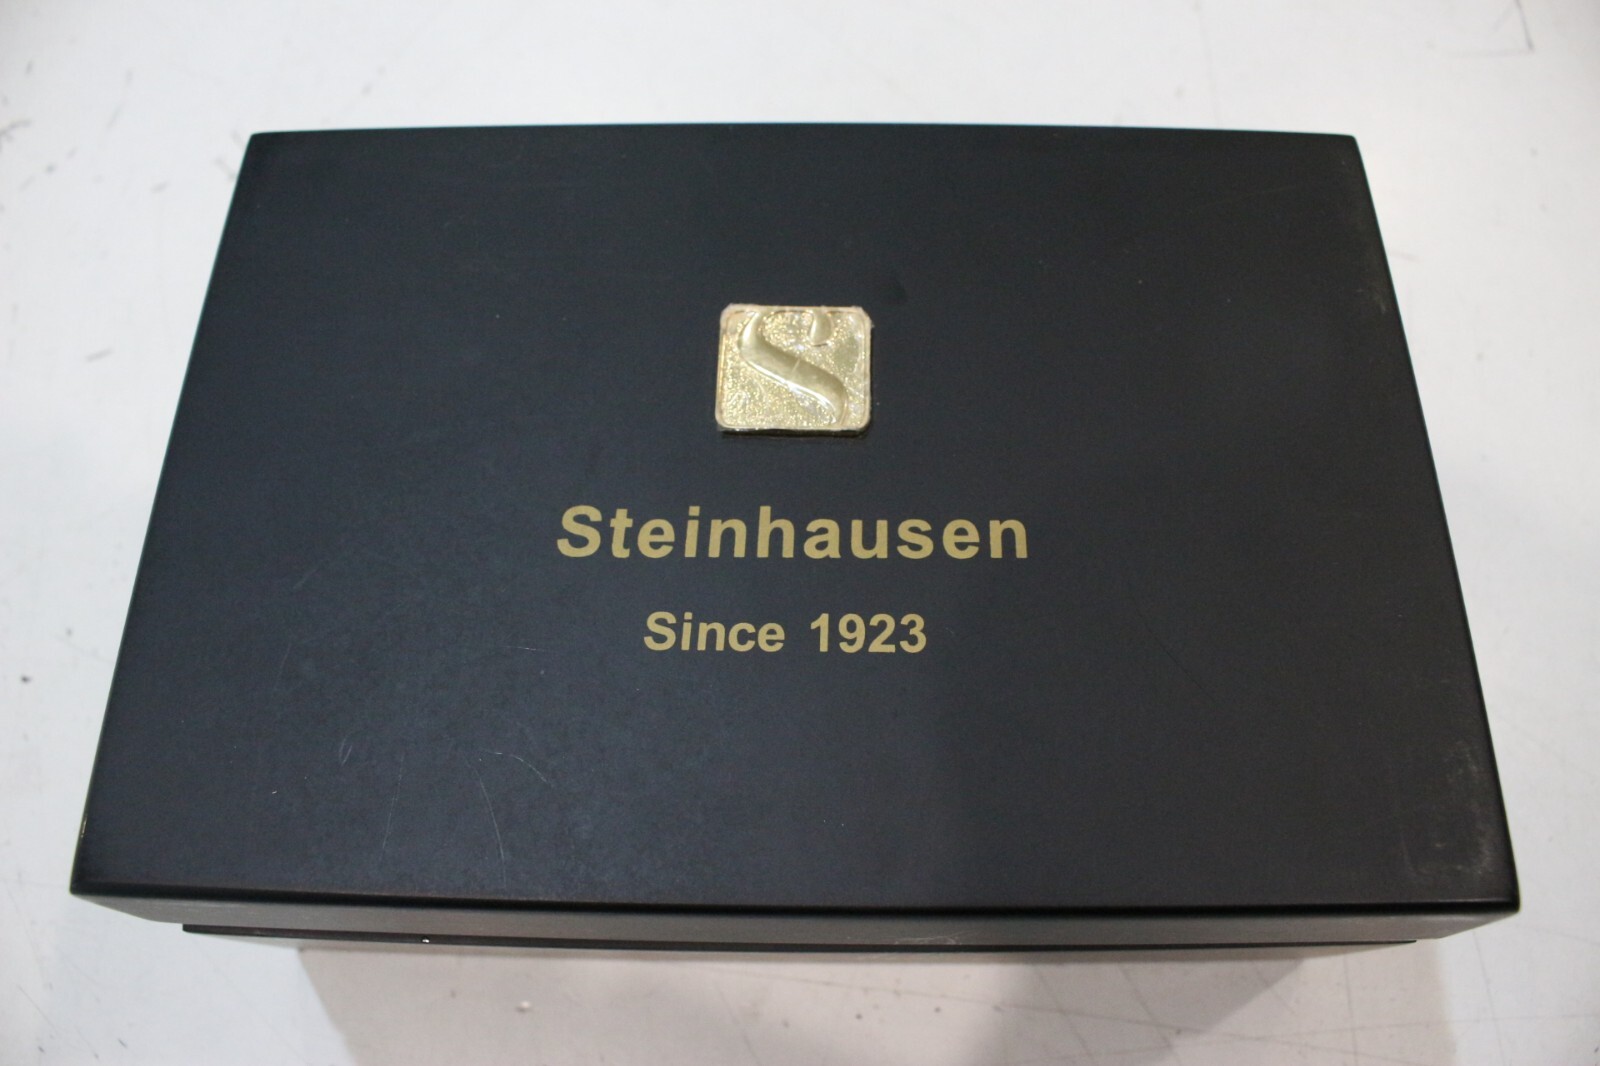 S
Steinhausen
Since 1923